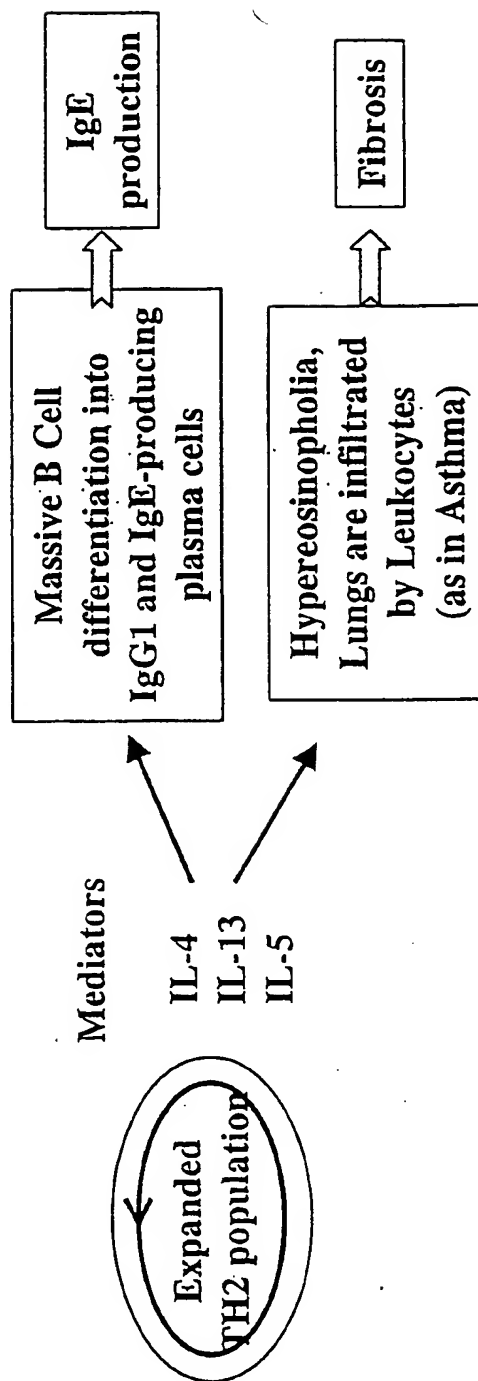 Expanded
TH2 population
Mediators
IL-4
IL-13
IL-5
Massive B Cell
differentiation into
IgG1 and IgE-producing
plasma cells
IgE
production
Hypereosinopholia,
Lungs are infiltrated
by Leukocytes
(as in Asthma)
Fibrosis